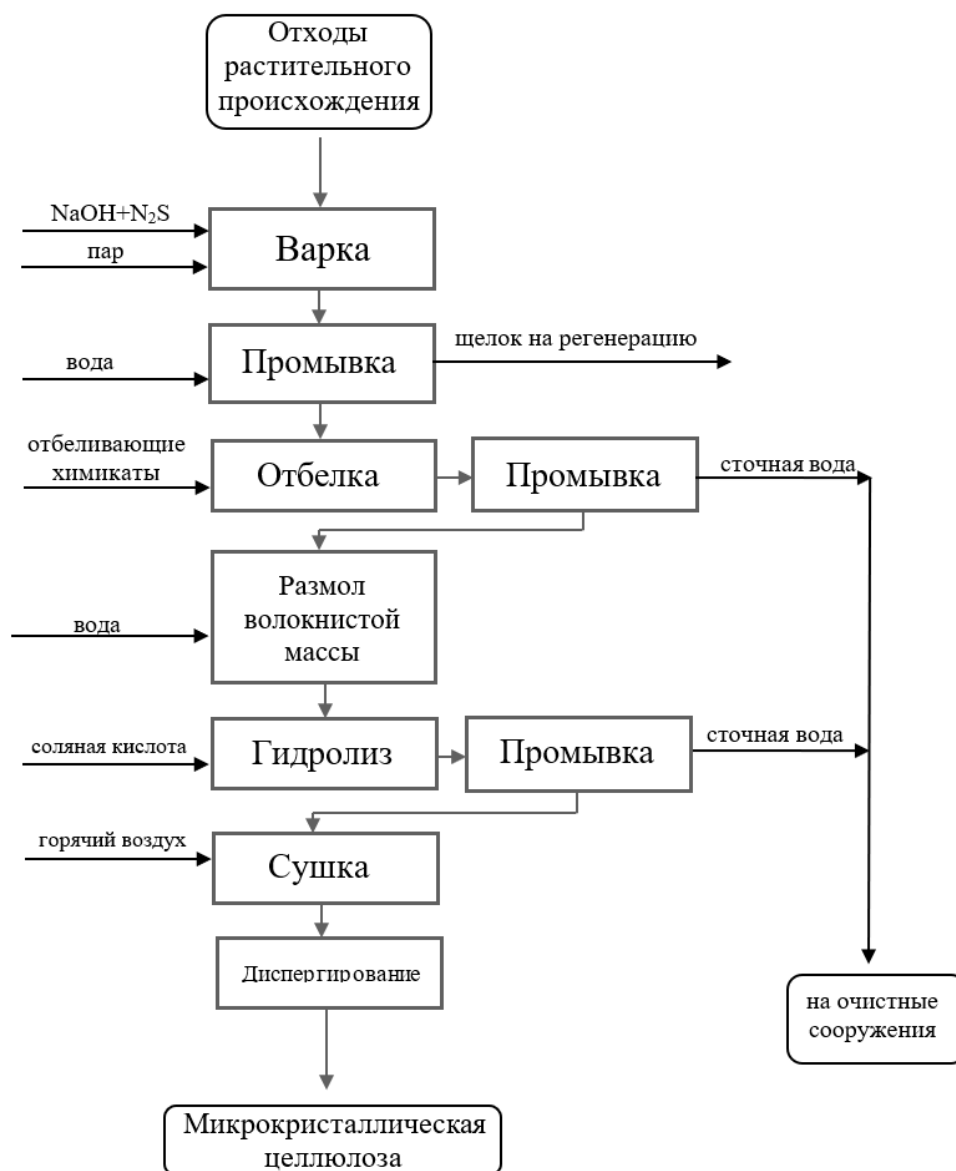 Отходы
растительного
происхождения
NaOH+N₂S
пар
Варка
вода
Промывка
щелок на регенерацию
отбеливающие
химикаты
Отбелка
Промывка
сточная вода
вода
Размол
волокнистой
массы
соляная кислота
Гидролиз
Промывка
сточная вода
горячий воздух
Сушка
Диспергирование
на очистные
сооружения
Микрокристаллическая
целлюлоза